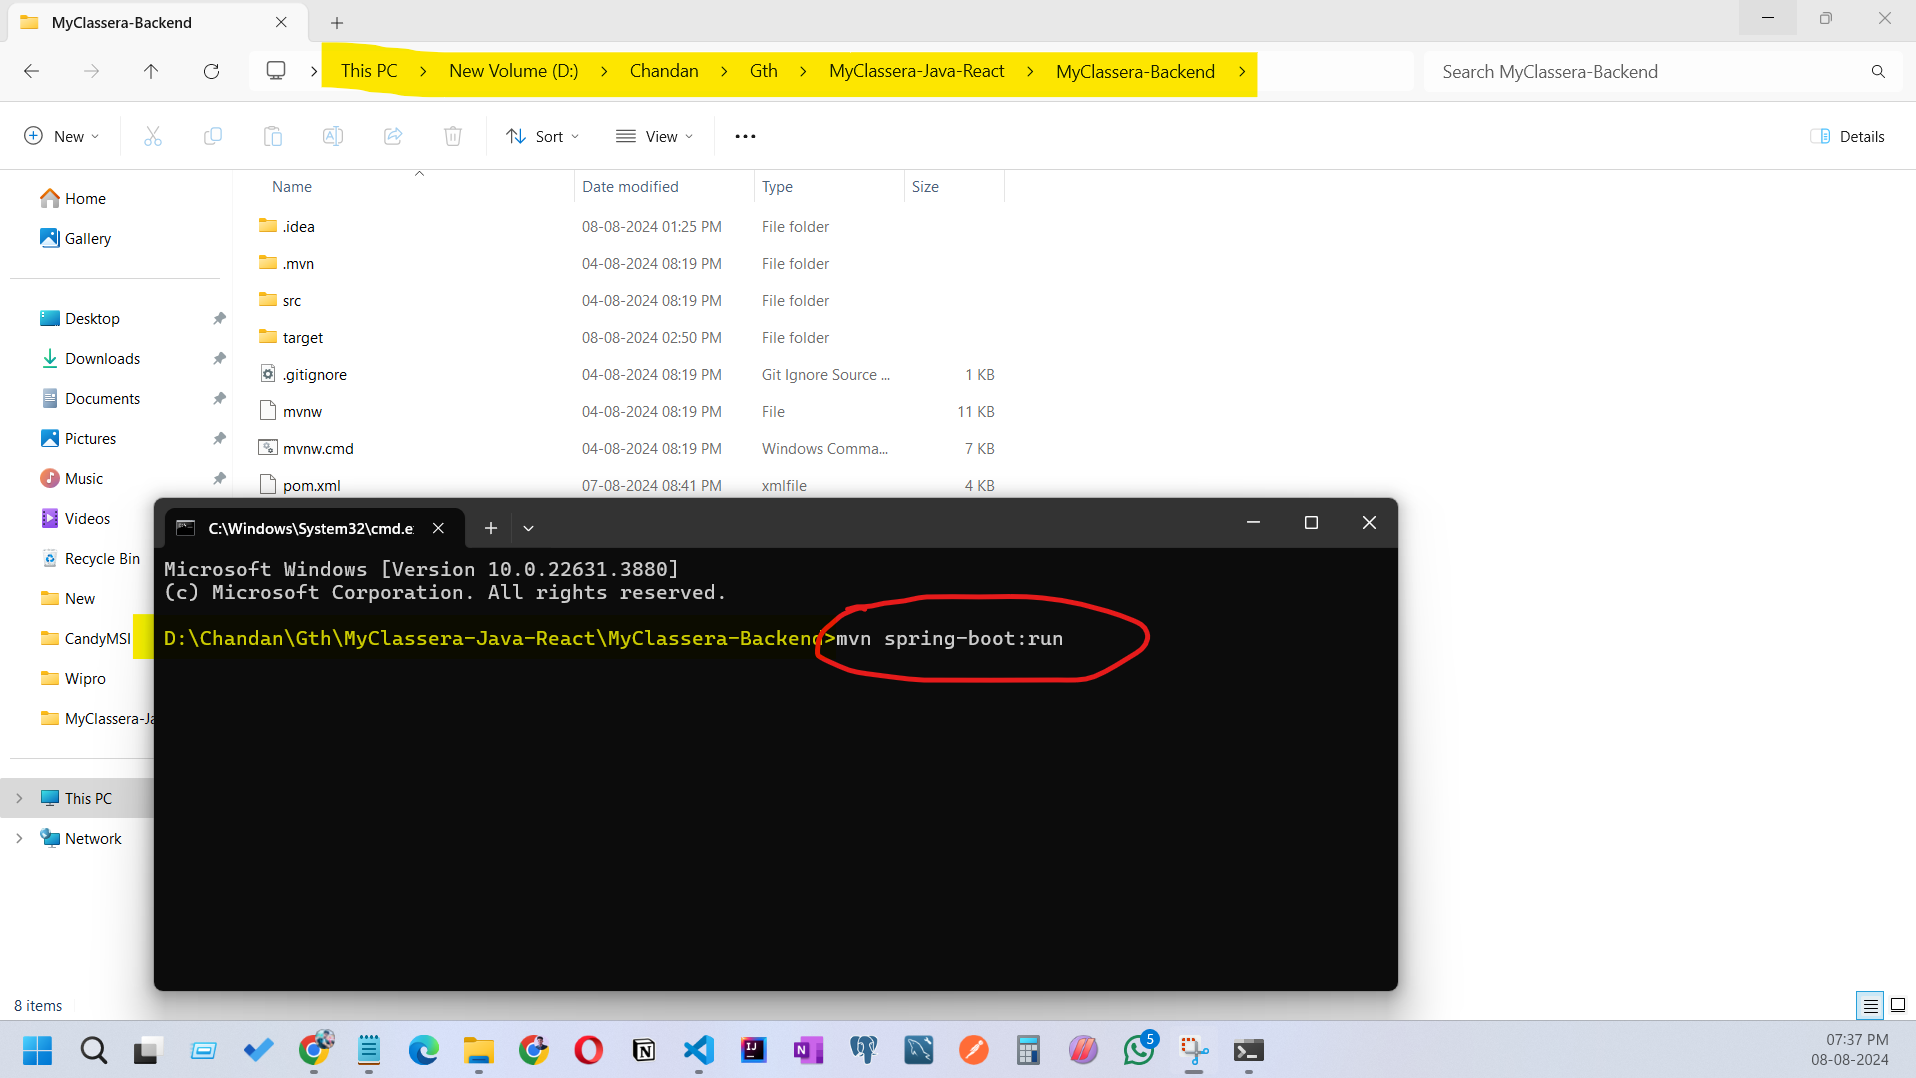 MyClassera-Backend
This PC > New Volume (D:) > Chandan > Gth > MyClassera-Java-React > MyClassera-Backend >
Search MyClassera-Backend
New Sort View ••• Details
Name Date modified Type Size
Home
Gallery
Desktop
Downloads
Documents
Pictures
Music
Videos
Recycle Bin
New
CandyMSI
Wipro
MyClassera-Ja
This PC
Network
.idea 08-08-2024 01:25 PM File folder
.mvn 04-08-2024 08:19 PM File folder
src 04-08-2024 08:19 PM File folder
target 08-08-2024 02:50 PM File folder
.gitignore 04-08-2024 08:19 PM Git Ignore Source ... 1 KB
mvnw 04-08-2024 08:19 PM File 11 KB
mvnw.cmd 04-08-2024 08:19 PM Windows Comma... 7 KB
pom.xml 07-08-2024 08:41 PM xmlfile 4 KB
C:\Windows\System32\cmd.e
Microsoft Windows [Version 10.0.22631.3880]
(c) Microsoft Corporation. All rights reserved.
D:\Chandan\Gth\MyClassera-Java-React\MyClassera-Backend>mvn spring-boot:run
8 items
5
07:37 PM
08-08-2024